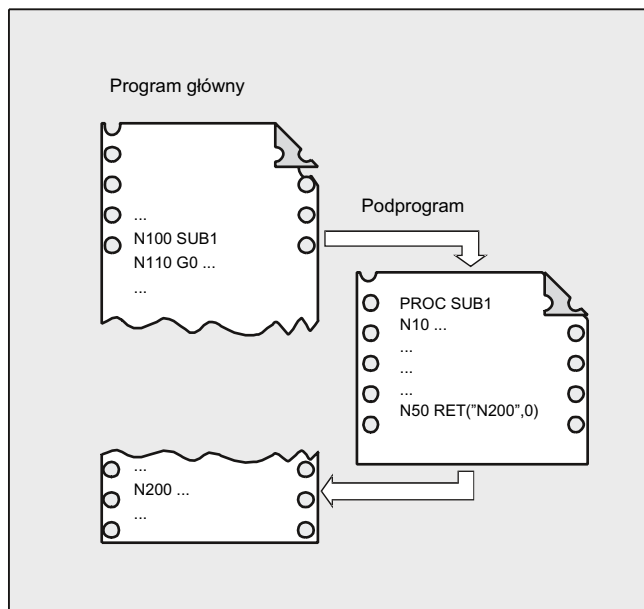 Program główny
...
N100 SUB1
N110 G0 ...
...
Podprogram
PROC SUB1
N10 ...
...
...
...
N50 RET("N200",0)
...
N200 ...
...